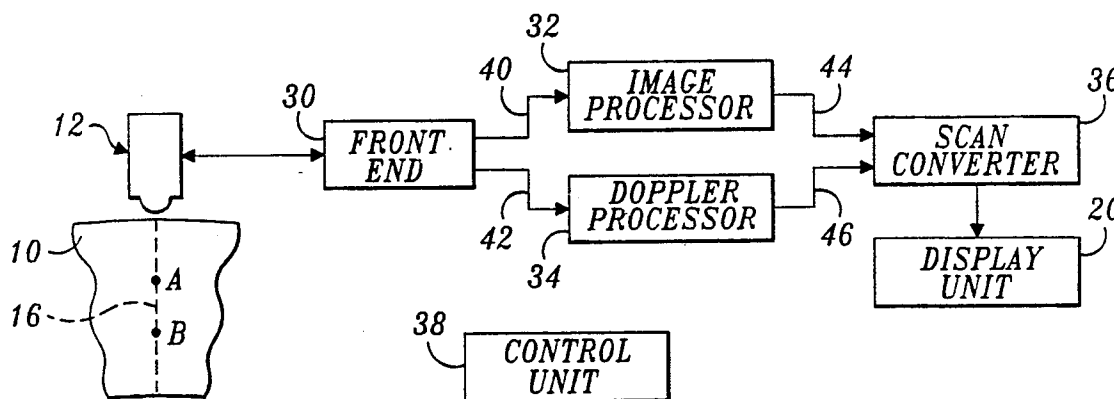 32
40
IMAGE
PROCESSOR
44
36
12
30
FRONT
END
SCAN
CONVERTER
DOPPLER
PROCESSOR
10
42
34
46
20
A
DISPLAY
UNIT
16
B
38
CONTROL
UNIT